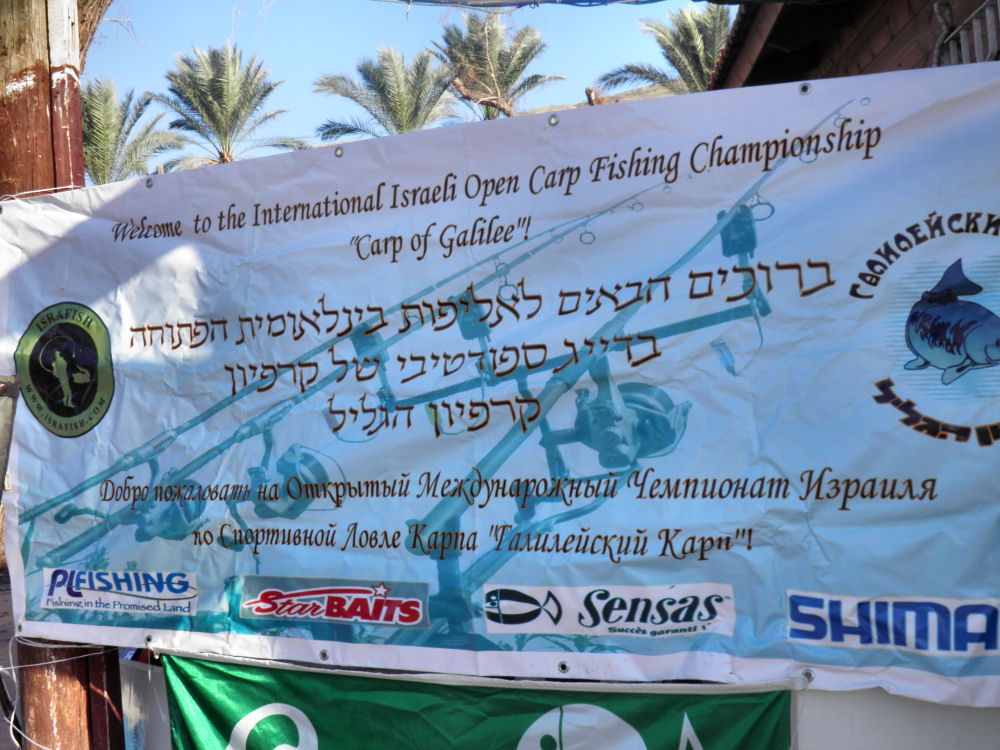 Welcome to the International Israeli Open Carp Fishing Championship
"Carp of Galilee"!
ברוכים הבאים לאליפות בינלאומית הפתוחה
בדייג ספורטיבי של קרפיון
קרפיון הגליל
Добро пожаловать на Открытый Междунарожный Чемпионат Израиля
по Спортивной Ловле Карпа "Галилейский Карп"!
ISRAFISH
WWW.ISRAFISH.COM
הגליל
PLFISHING
Fishing in the Promised Land
StarBAITS
Sensas
Succès garanti !
SHIMA